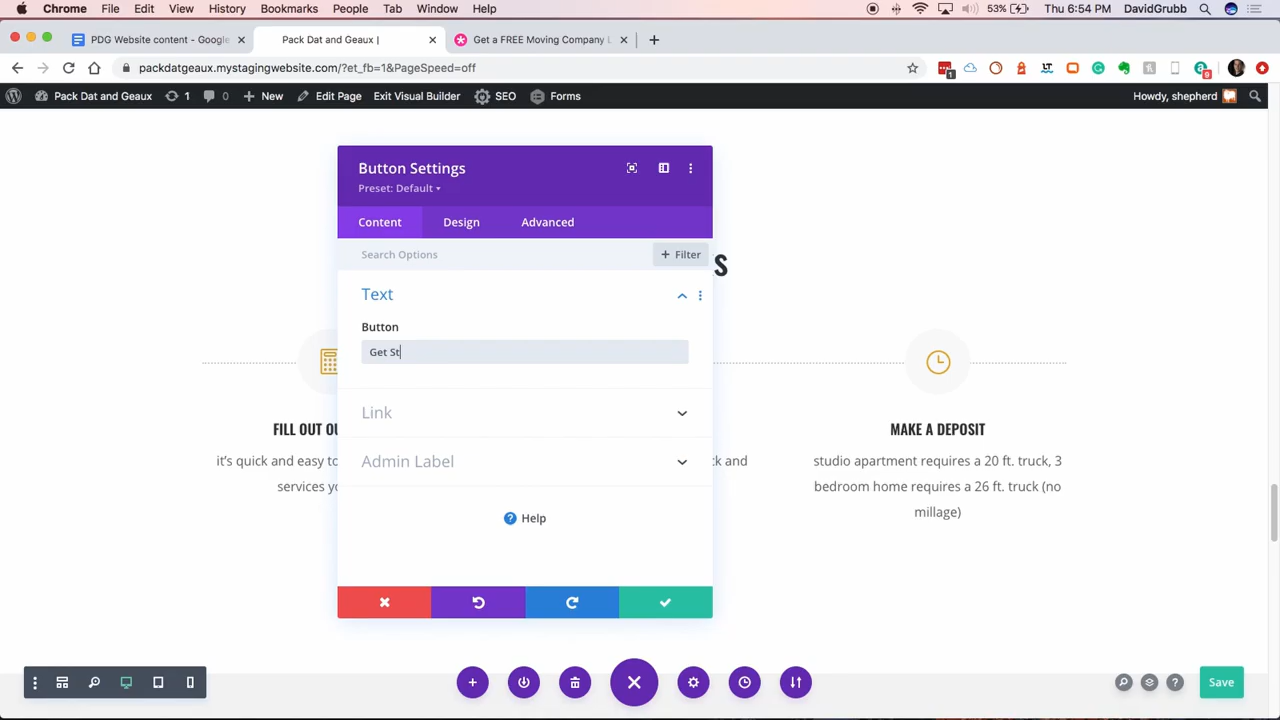 Chrome File Edit View History Bookmarks People Tab Window Help 53% Thu 6:54 PM DavidGrubb
PDG Website content - Google Pack Dat and Geaux | Get a FREE Moving Company L
packdatgeaux.mystagingwebsite.com/?et_fb=1&PageSpeed=off
Pack Dat and Geaux 1 0 New Edit Page Exit Visual Builder SEO Forms Howdy, shepherd
Button Settings
Preset: Default
Content Design Advanced
Search Options + Filter
S
Text
Button
Get St
Link
FILL OUT OU
MAKE A DEPOSIT
it’s quick and easy to
ck and
studio apartment requires a 20 ft. truck, 3
Admin Label
services yo
bedroom home requires a 26 ft. truck (no
millage)
Help
Save